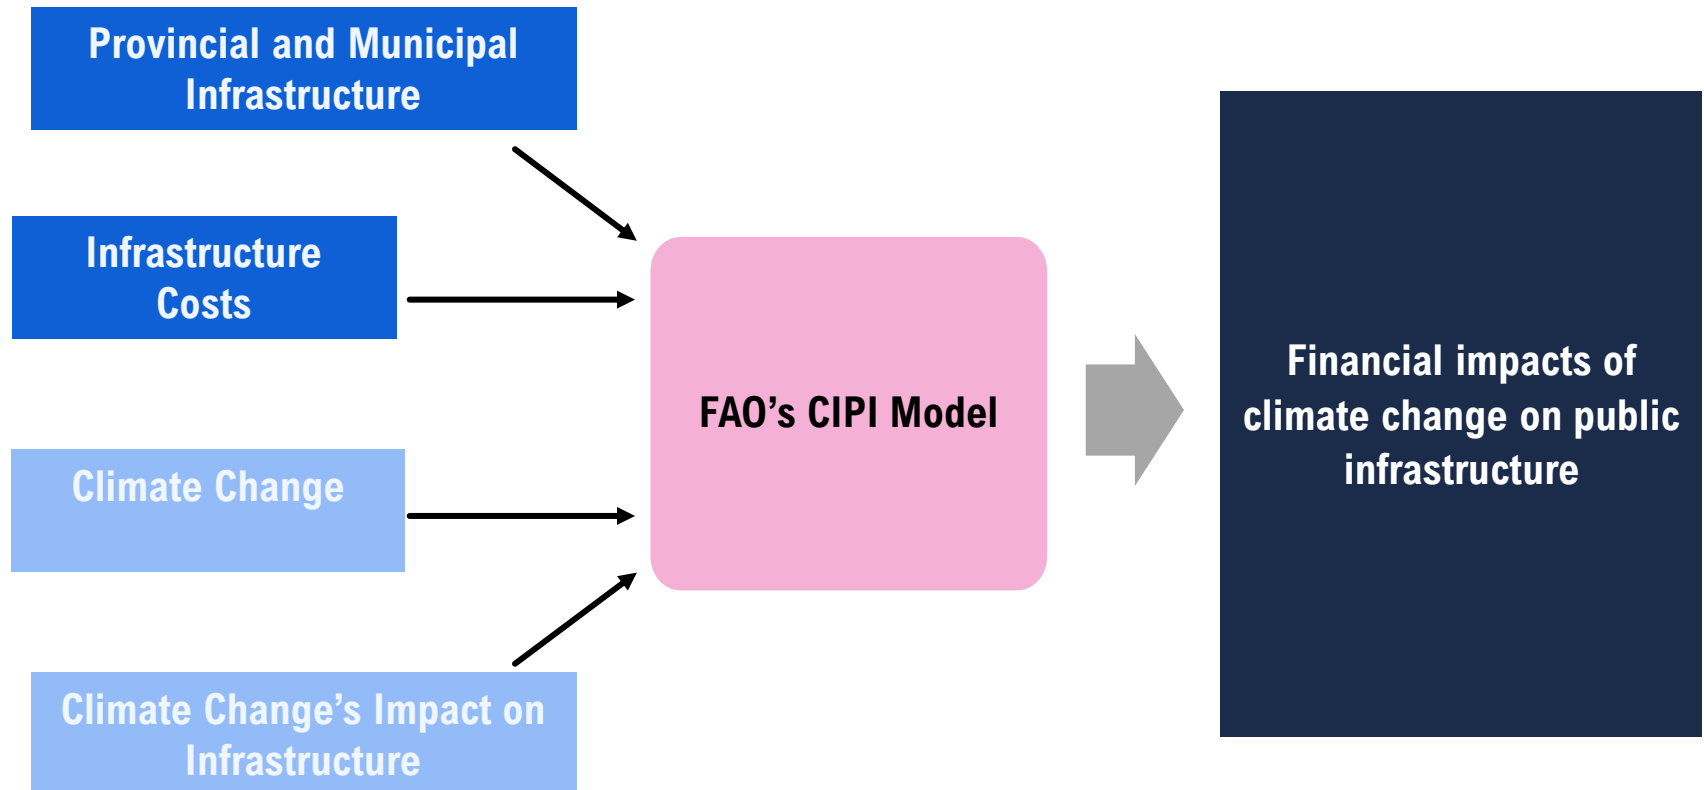 Provincial and Municipal
Infrastructure
Infrastructure
Costs
Climate Change
Climate Change’s Impact on
Infrastructure
FAO’s CIPI Model
Financial impacts of
climate change on public
infrastructure